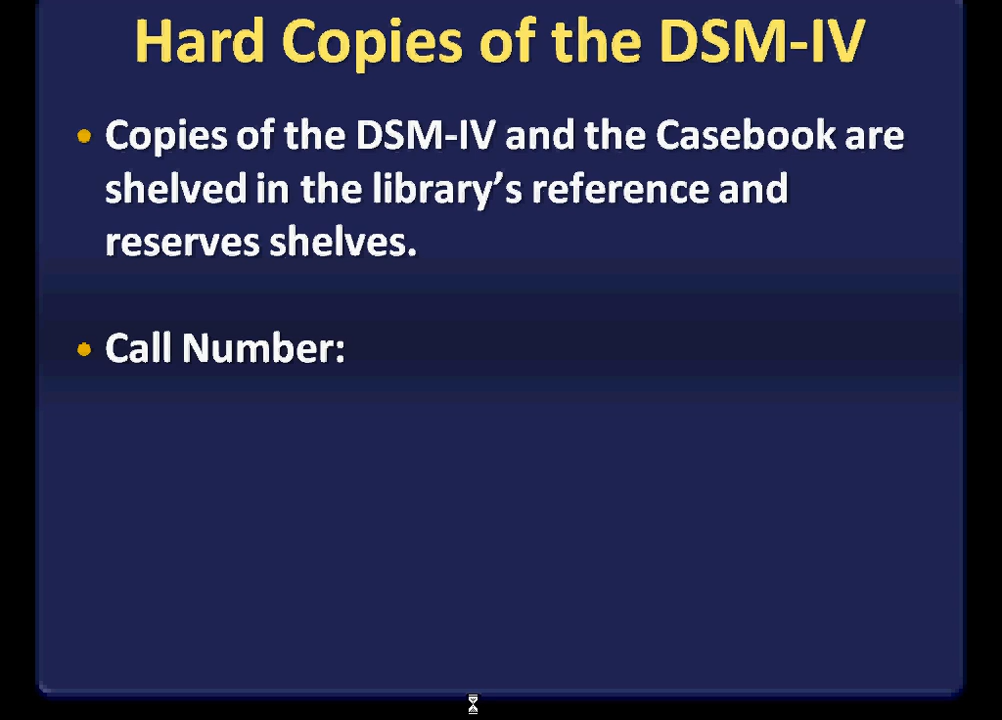 Hard Copies of the DSM-IV
• Copies of the DSM-IV and the Casebook are
shelved in the library’s reference and
reserves shelves.
• Call Number: